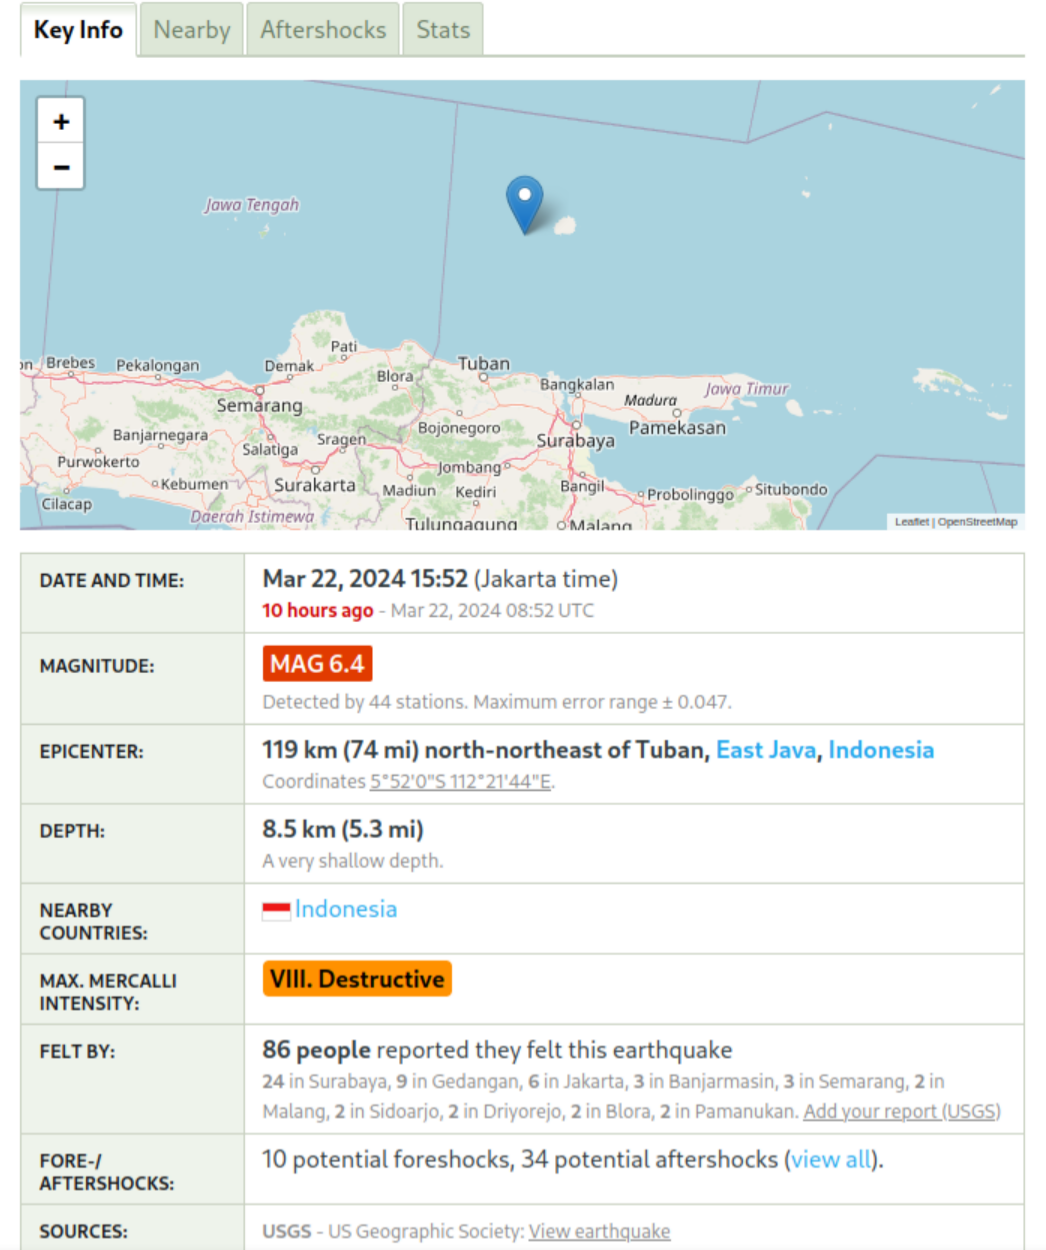 Key Info
Nearby
Aftershocks
Stats
+
−
Jawa Tengah
Brebes
Pekalongan
Demak
Pati
Blora
Tuban
Bangkalan
Madura
Jawa Timur
Semarang
Pamekasan
Banjarnegara
Salatiga
Sragen
Bojonegoro
Surabaya
Purwokerto
Kebumen
Surakarta
Madiun
Jombang
Kediri
Bangil
Probolinggo
Situbondo
Cilacap
Daerah Istimewa
Tulungagung
Malang
Leaflet | OpenStreetMap
DATE AND TIME:
Mar 22, 2024 15:52 (Jakarta time)
10 hours ago - Mar 22, 2024 08:52 UTC
MAGNITUDE:
MAG 6.4
Detected by 44 stations. Maximum error range ± 0.047.
EPICENTER:
119 km (74 mi) north-northeast of Tuban, East Java, Indonesia
Coordinates 5°52'0"S 112°21'44"E.
DEPTH:
8.5 km (5.3 mi)
A very shallow depth.
NEARBY
COUNTRIES:
Indonesia
MAX. MERCALLI
INTENSITY:
VIII. Destructive
FELT BY:
86 people reported they felt this earthquake
24 in Surabaya, 9 in Gedangan, 6 in Jakarta, 3 in Banjarmasin, 3 in Semarang, 2 in
Malang, 2 in Sidoarjo, 2 in Driyorejo, 2 in Blora, 2 in Pamanukan. Add your report (USGS)
FORE-/
AFTERSHOCKS:
10 potential foreshocks, 34 potential aftershocks (view all).
SOURCES:
USGS - US Geographic Society: View earthquake